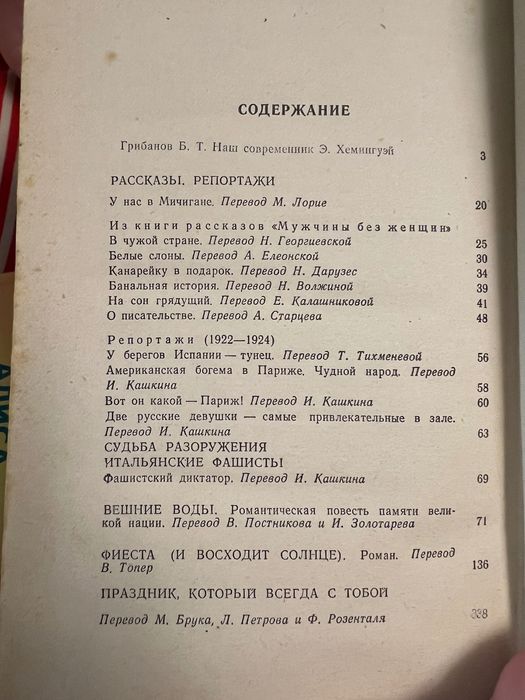 СОДЕРЖАНИЕ
Грибанов Б. Т. Наш современник Э. Хемингуэй 3
РАССКАЗЫ. РЕПОРТАЖИ
У нас в Мичигане. Перевод М. Лорие 20
Из книги рассказов «Мужчины без женщин»
В чужой стране. Перевод Н. Георгиевской 25
Белые слоны. Перевод А. Елеонской 30
Канарейку в подарок. Перевод Н. Дарузес 34
Банальная история. Перевод Н. Волжиной 39
На сон грядущий. Перевод Е. Калашниковой 41
О писательстве. Перевод А. Старцева 48
Репортажи (1922—1924)
У берегов Испании — тунец. Перевод Т. Тихменевой 56
Американская богема в Париже. Чудной народ. Перевод
И. Кашкина 58
Вот он какой — Париж! Перевод И. Кашкина 60
Две русские девушки — самые привлекательные в зале.
Перевод И. Кашкина 63
СУДЬБА РАЗОРУЖЕНИЯ
ИТАЛЬЯНСКИЕ ФАШИСТЫ
Фашистский диктатор. Перевод И. Кашкина 69
ВЕШНИЕ ВОДЫ. Романтическая повесть памяти вели-
кой нации. Перевод В. Постникова и И. Золотарева 71
ФИЕСТА (И ВОСХОДИТ СОЛНЦЕ). Роман. Перевод
В. Топер 136
ПРАЗДНИК, КОТОРЫЙ ВСЕГДА С ТОБОЙ
Перевод М. Брука, Л. Петрова и Ф. Розенталя
АЛИСА